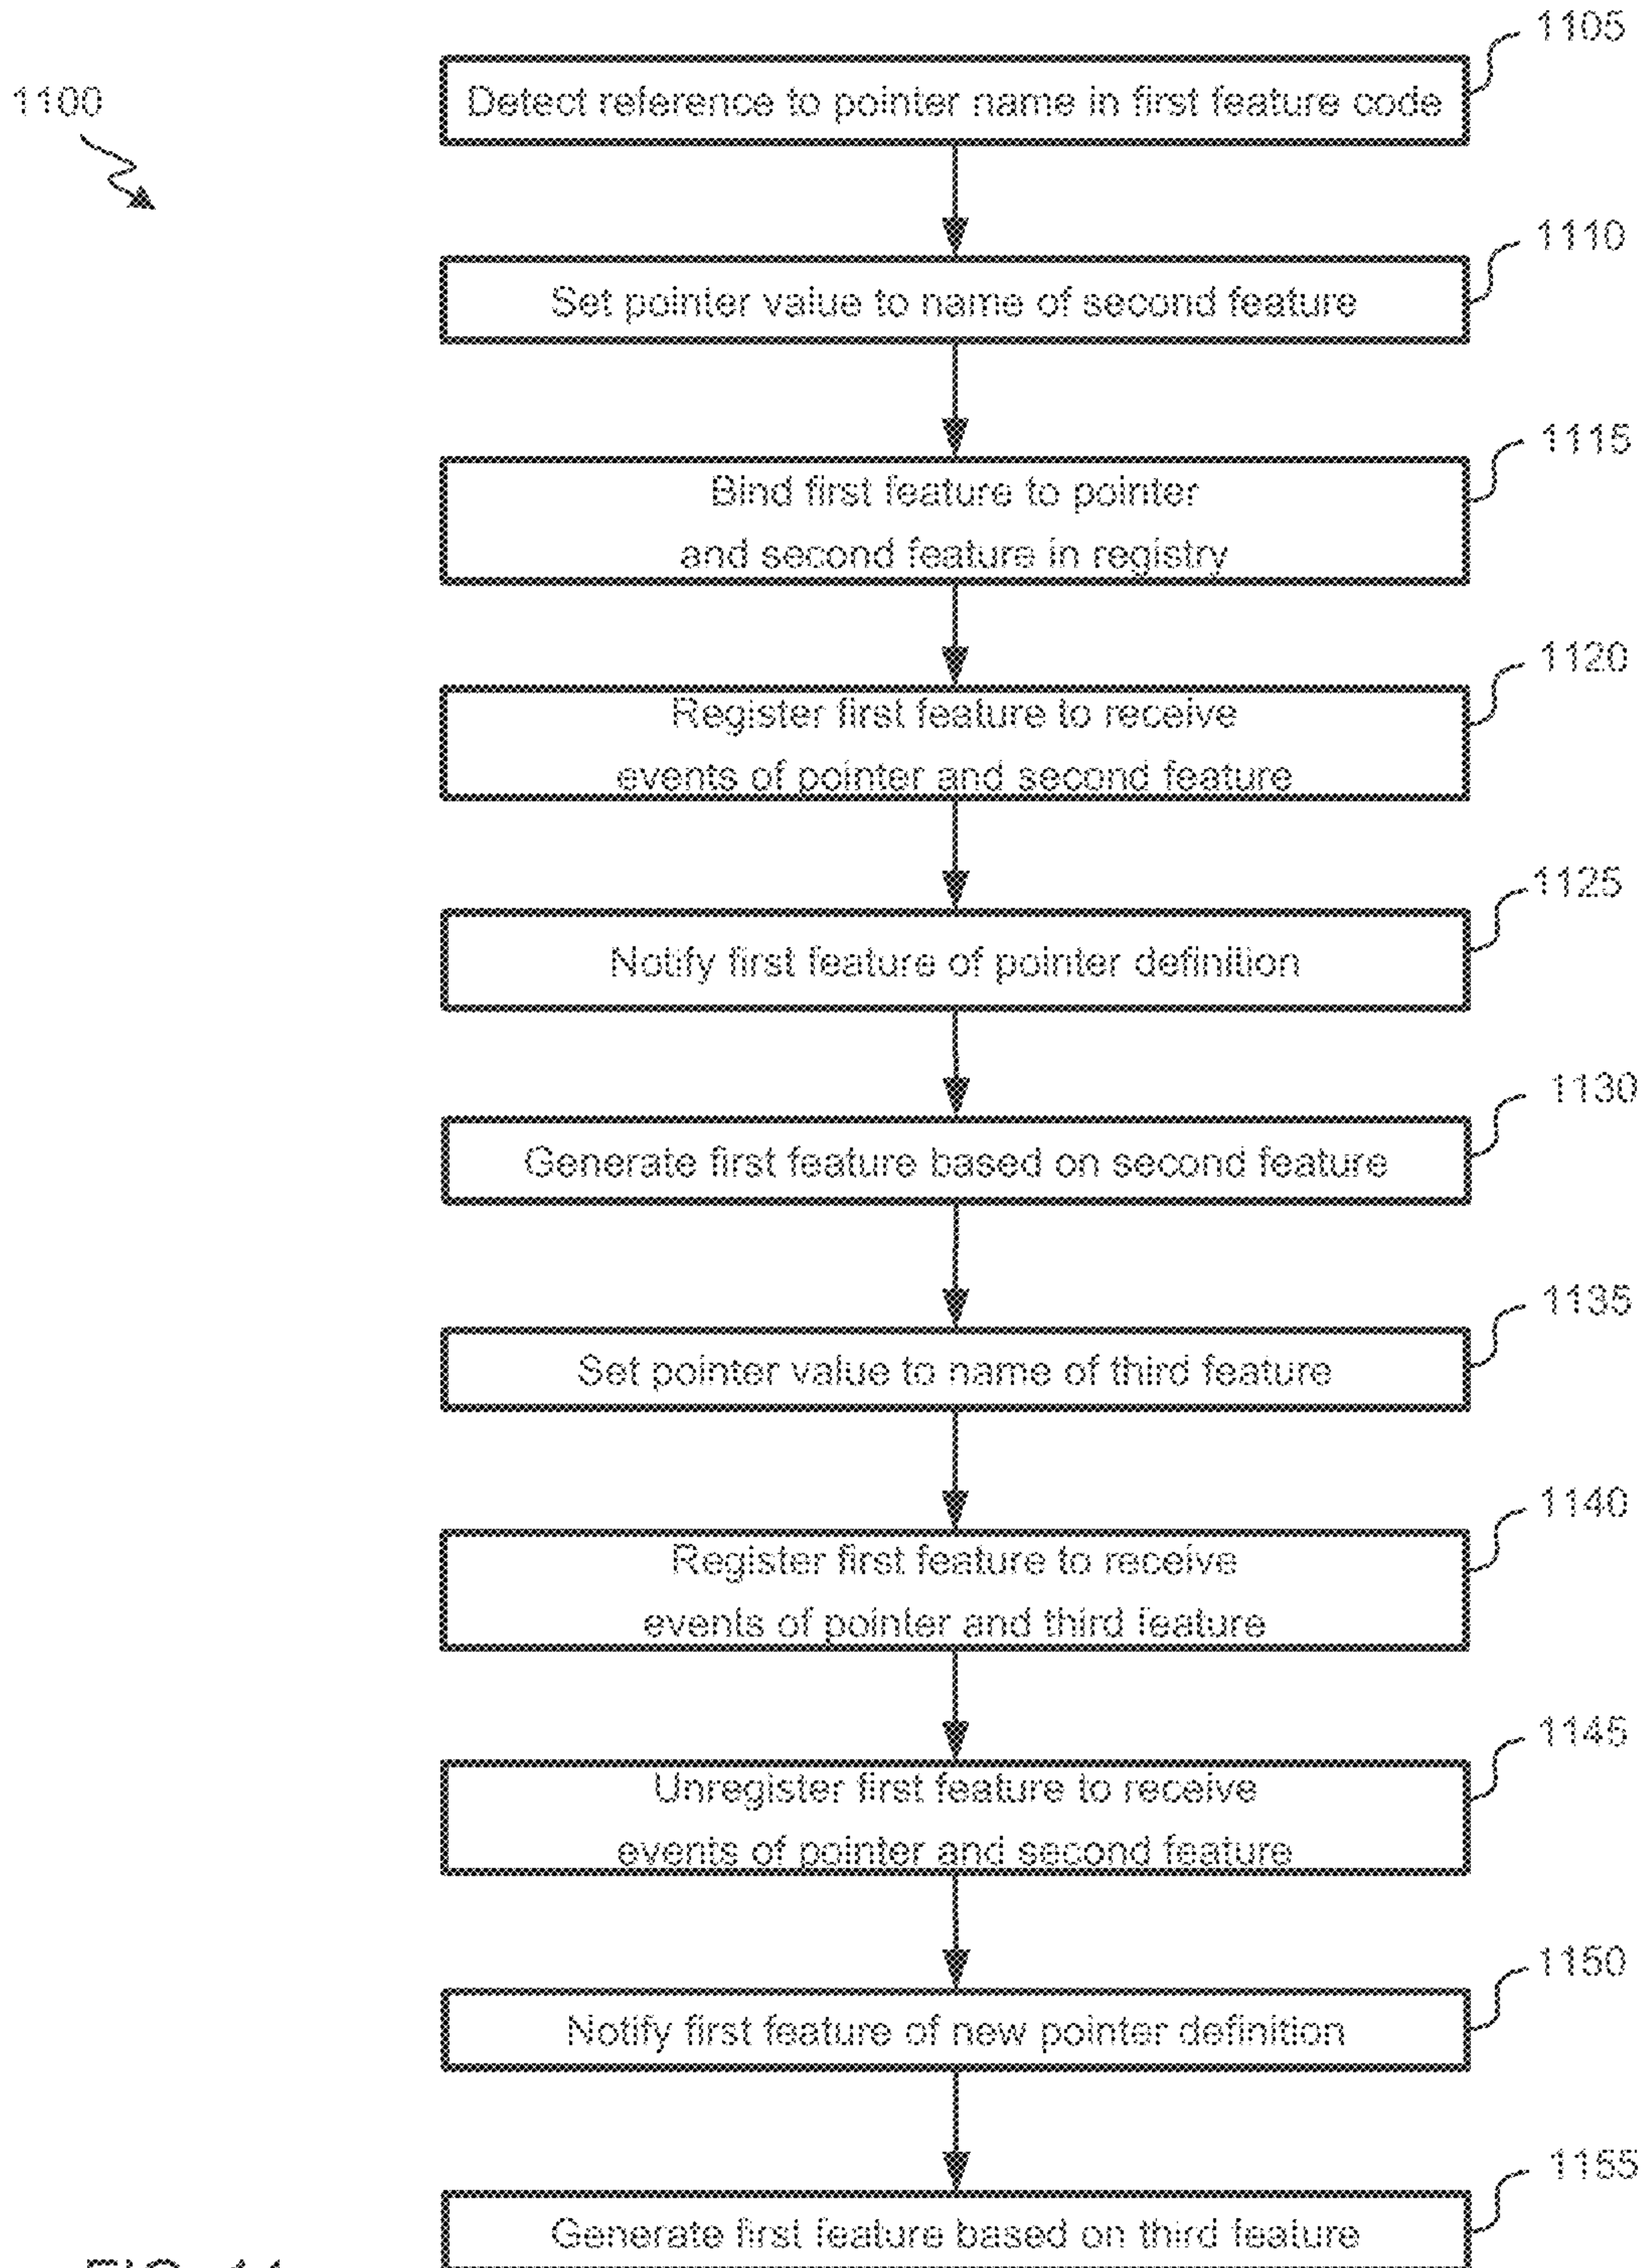 1100
1105
Detect reference to pointer name in first feature code
1110
Set pointer value to name of second feature
1115
Bind first feature to pointer
and second feature in registry
1120
Register first feature to receive
events of pointer and second feature
1125
Notify first feature of pointer definition
1130
Generate first feature based on second feature
1135
Set pointer value to name of third feature
1140
Register first feature to receive
events of pointer and third feature
1145
Unregister first feature to receive
events of pointer and second feature
1150
Notify first feature of new pointer definition
1155
Generate first feature based on third feature